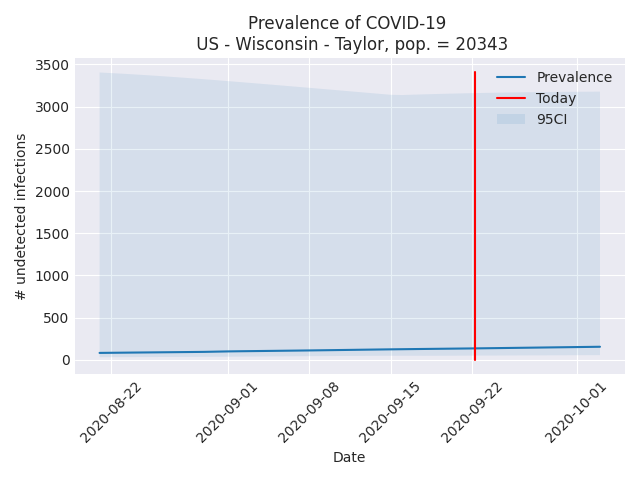 Prevalence of COVID-19
US - Wisconsin - Taylor, pop. = 20343
3500
3000
2500
2000
1500
1000
500
0
# undetected infections
Prevalence
Today
95CI
2020-08-22
2020-09-01
2020-09-08
2020-09-15
2020-09-22
2020-10-01
Date